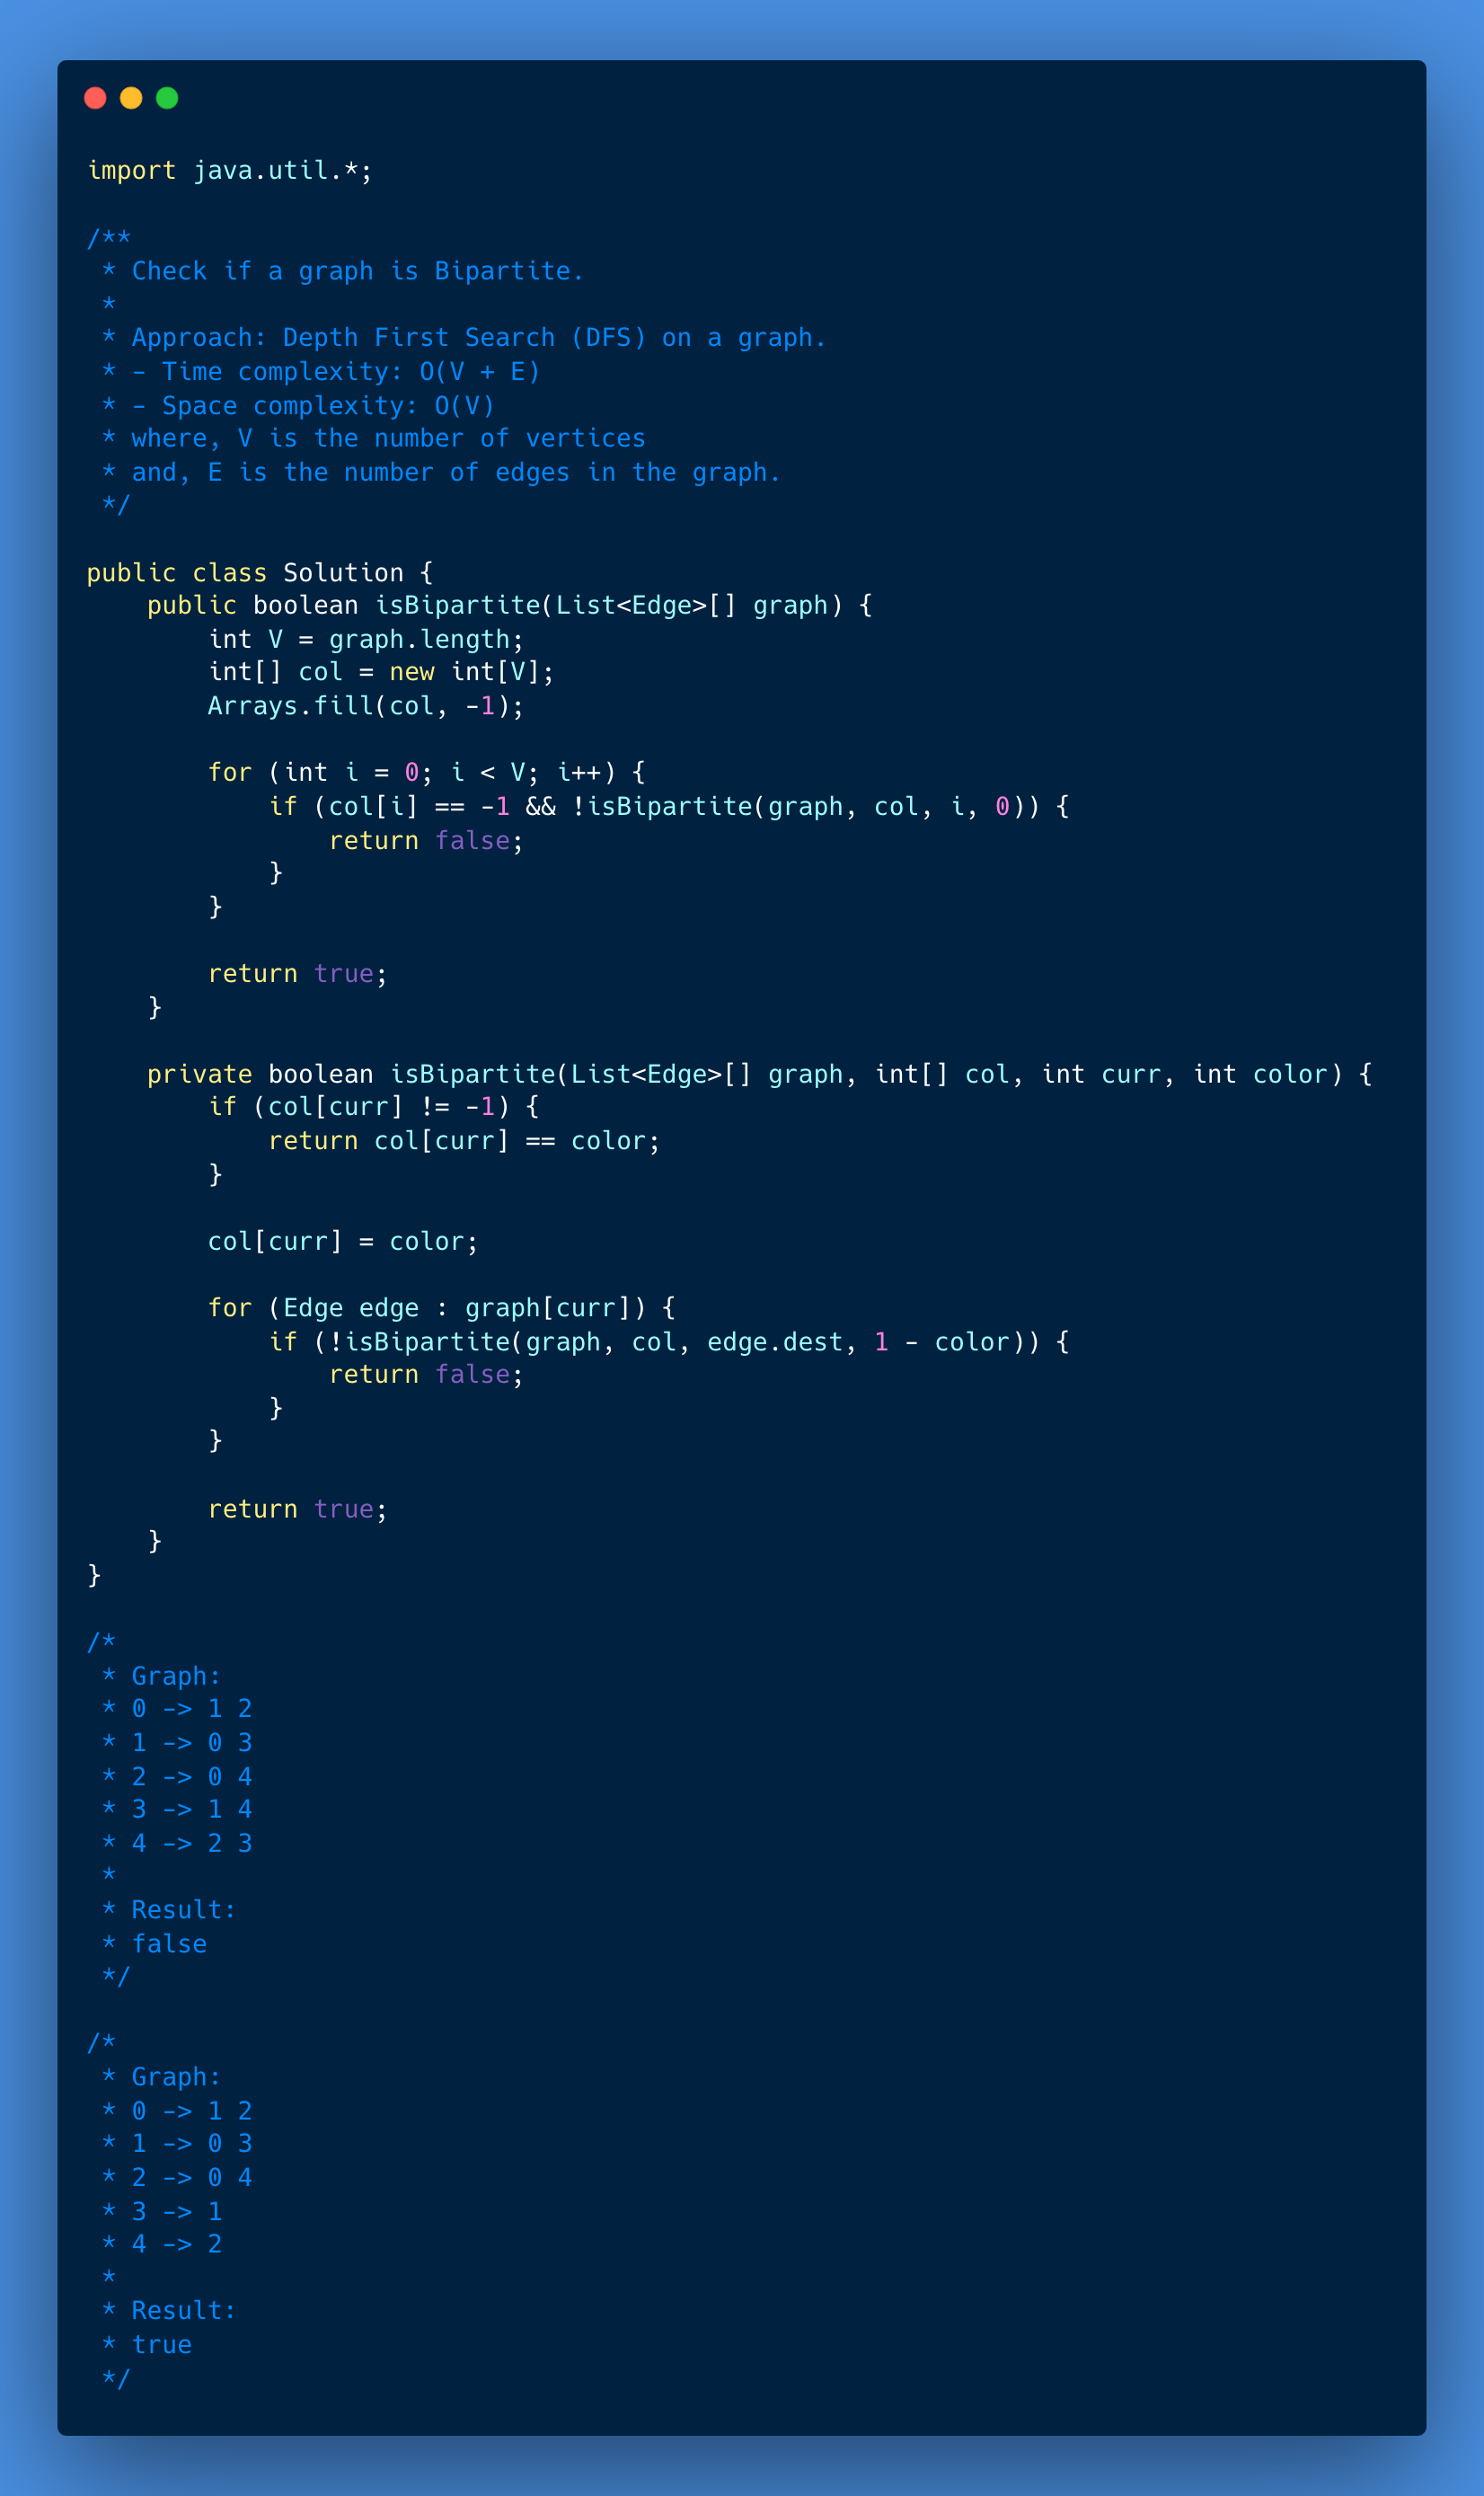 import java.util.*;

/**
 * Check if a graph is Bipartite.
 *
 * Approach: Depth First Search (DFS) on a graph.
 * - Time complexity: O(V + E)
 * - Space complexity: O(V)
 * where, V is the number of vertices
 * and, E is the number of edges in the graph.
 */

public class Solution {
    public boolean isBipartite(List<Edge>[] graph) {
        int V = graph.length;
        int[] col = new int[V];
        Arrays.fill(col, -1);

        for (int i = 0; i < V; i++) {
            if (col[i] == -1 && !isBipartite(graph, col, i, 0)) {
                return false;
            }
        }

        return true;
    }

    private boolean isBipartite(List<Edge>[] graph, int[] col, int curr, int color) {
        if (col[curr] != -1) {
            return col[curr] == color;
        }

        col[curr] = color;

        for (Edge edge : graph[curr]) {
            if (!isBipartite(graph, col, edge.dest, 1 - color)) {
                return false;
            }
        }

        return true;
    }
}

/*
 * Graph:
 * 0 -> 1 2
 * 1 -> 0 3
 * 2 -> 0 4
 * 3 -> 1 4
 * 4 -> 2 3
 *
 * Result:
 * false
 */

/*
 * Graph:
 * 0 -> 1 2
 * 1 -> 0 3
 * 2 -> 0 4
 * 3 -> 1
 * 4 -> 2
 *
 * Result:
 * true
 */